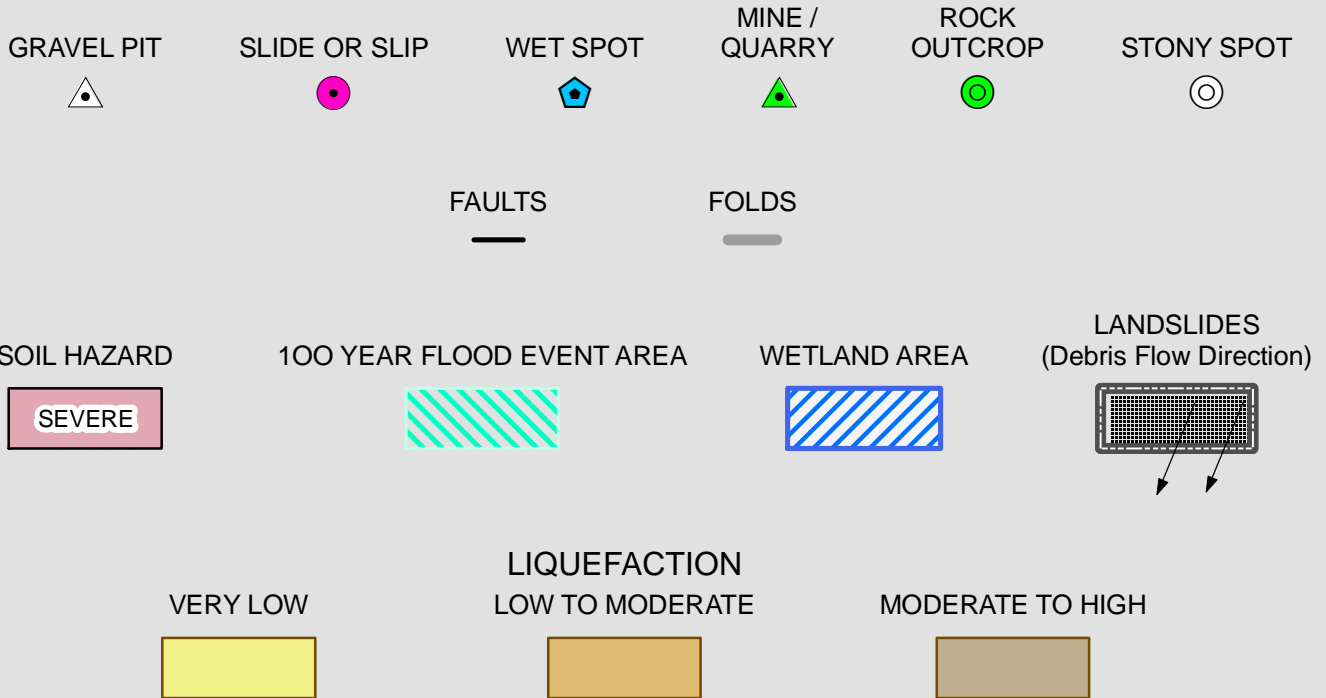 GRAVEL PIT
SLIDE OR SLIP
WET SPOT
MINE /
QUARRY
ROCK
OUTCROP
STONY SPOT
FAULTS
FOLDS
SOIL HAZARD
1OO YEAR FLOOD EVENT AREA
WETLAND AREA
LANDSLIDES
(Debris Flow Direction)
SEVERE
LIQUEFACTION
VERY LOW
LOW TO MODERATE
MODERATE TO HIGH